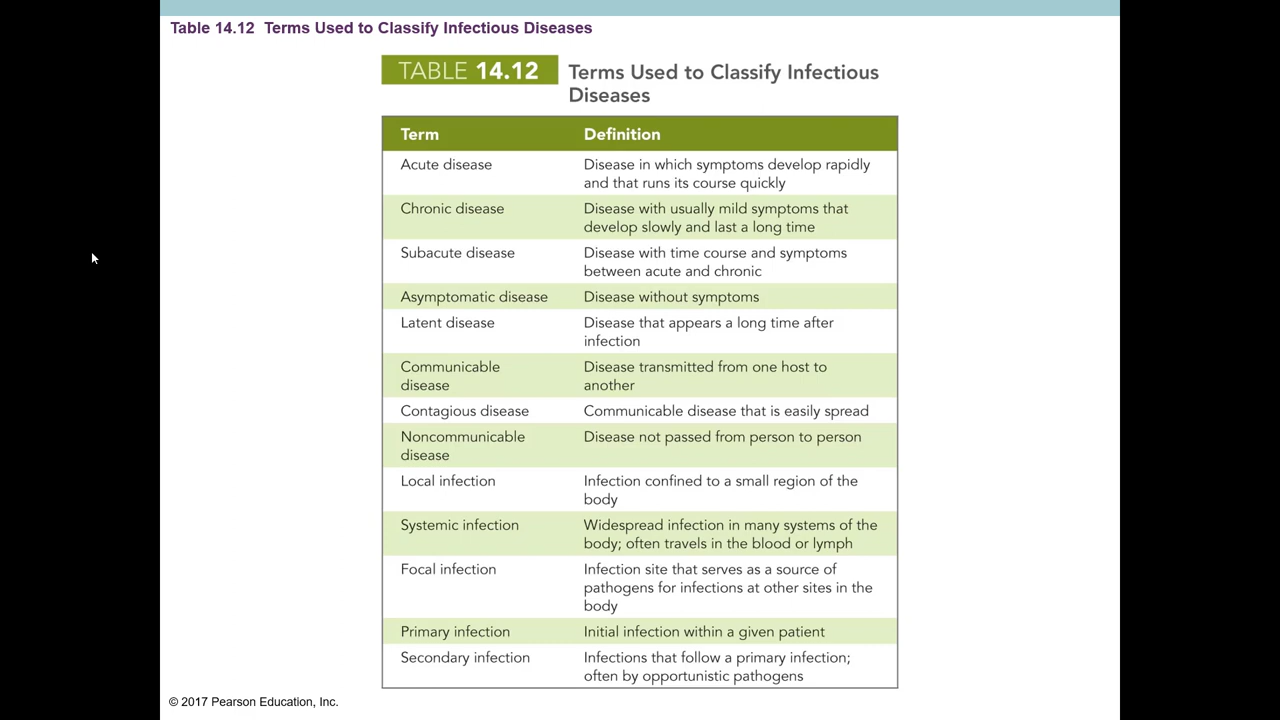 Table 14.12 Terms Used to Classify Infectious Diseases
TABLE 14.12
Terms Used to Classify Infectious
Diseases
Term Definition
Acute disease Disease in which symptoms develop rapidly
and that runs its course quickly
Chronic disease Disease with usually mild symptoms that
develop slowly and last a long time
Subacute disease Disease with time course and symptoms
between acute and chronic
Asymptomatic disease Disease without symptoms
Latent disease Disease that appears a long time after
infection
Communicable Disease transmitted from one host to
disease another
Contagious disease Communicable disease that is easily spread
Noncommunicable Disease not passed from person to person
disease
Local infection Infection confined to a small region of the
body
Systemic infection Widespread infection in many systems of the
body; often travels in the blood or lymph
Focal infection Infection site that serves as a source of
pathogens for infections at other sites in the
body
Primary infection Initial infection within a given patient
Secondary infection Infections that follow a primary infection;
often by opportunistic pathogens
© 2017 Pearson Education, Inc.